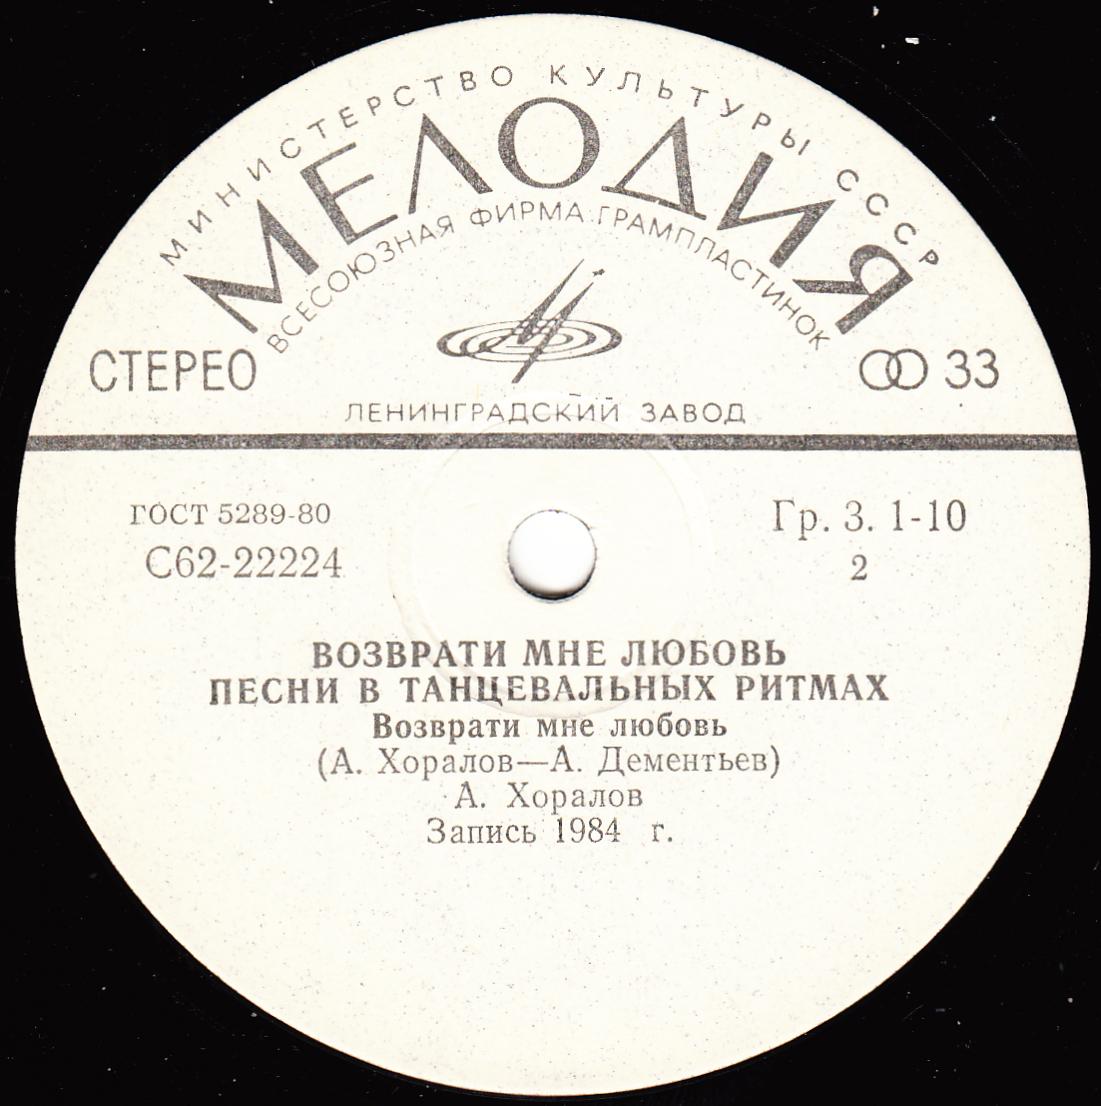 МИНИСТЕРСТВО КУЛЬТУРЫ СССР
МЕЛОДИЯ
ВСЕСОЮЗНАЯ ФИРМА ГРАМПЛАСТИНОК
СТЕРЕО
33
ЛЕНИНГРАДСКИЙ ЗАВОД
ГОСТ 5289-80
Гр. 3. 1-10
С62-22224
2
ВОЗВРАТИ МНЕ ЛЮБОВЬ
ПЕСНИ В ТАНЦЕВАЛЬНЫХ РИТМАХ
Возврати мне любовь
(А. Хоралов—А. Дементьев)
А. Хоралов
Запись 1984 г.